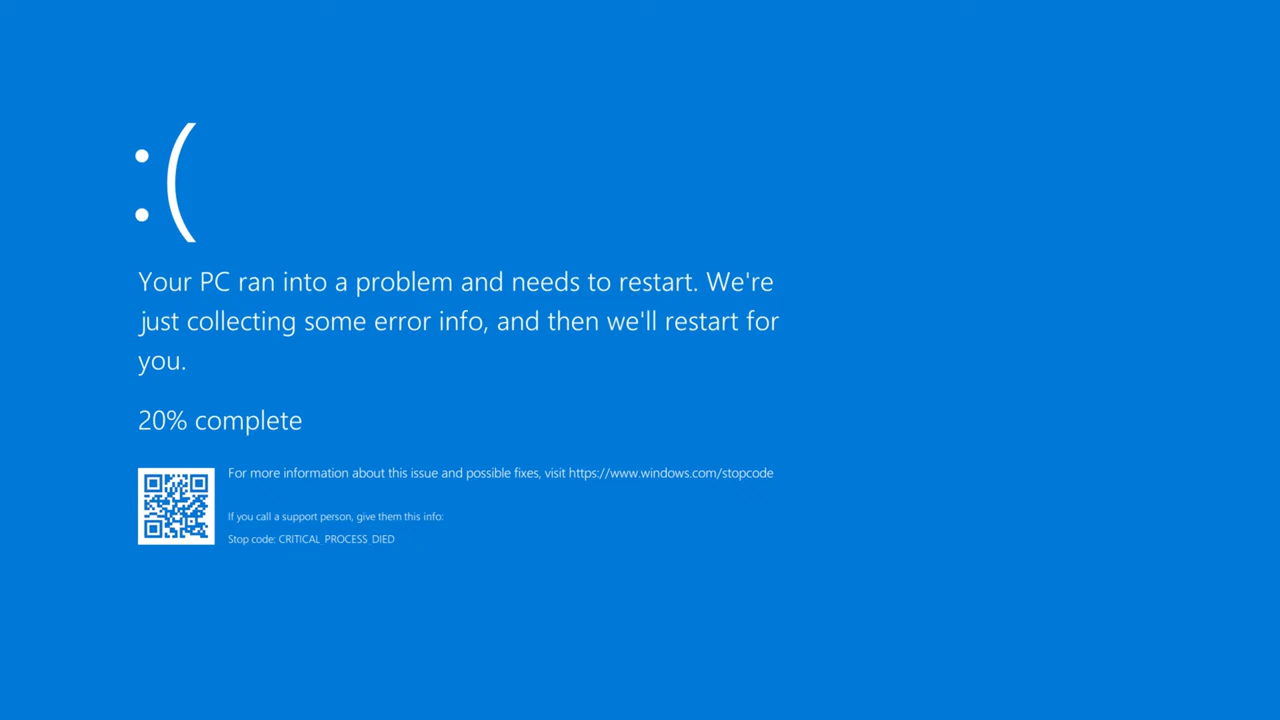 :(
Your PC ran into a problem and needs to restart. We're
just collecting some error info, and then we'll restart for
you.
20% complete
For more information about this issue and possible fixes, visit https://www.windows.com/stopcode
If you call a support person, give them this info:
Stop code: CRITICAL_PROCESS_DIED